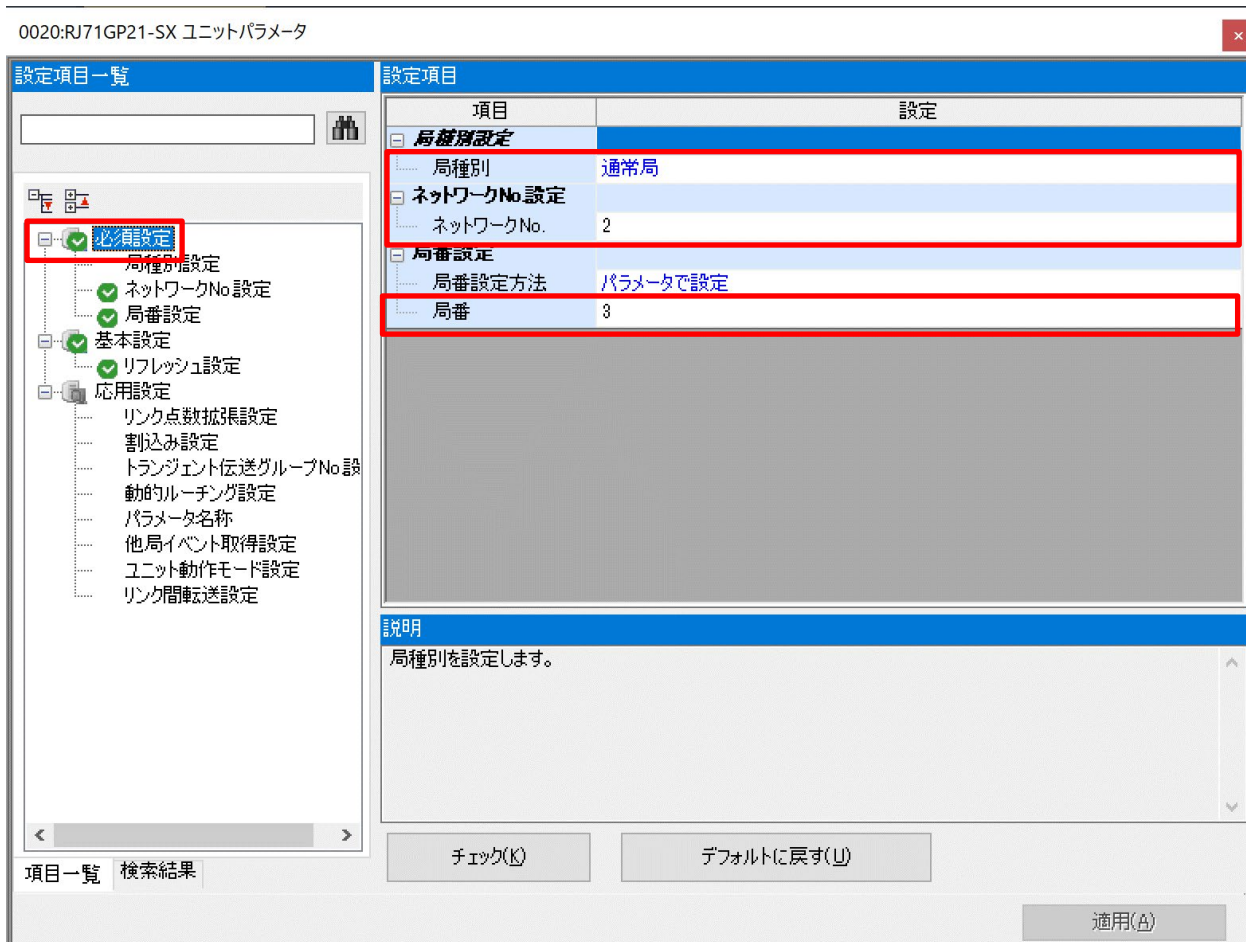 0020:RJ71GP21-SX ユニットパラメータ
設定項目一覧
必須設定
局種別設定
ネットワークNo.設定
局番設定
基本設定
リフレッシュ設定
応用設定
リンク点数拡張設定
割込み設定
トランジェント伝送グループNo.設
動的ルーチング設定
パラメータ名称
他局イベント取得設定
ユニット動作モード設定
リンク間転送設定
項目一覧 検索結果
設定項目
項目 設定
局種別設定
局種別 通常局
ネットワークNo.設定
ネットワークNo. 2
局番設定
局番設定方法 パラメータで設定
局番 3
説明
局種別を設定します。
チェック(K) デフォルトに戻す(U)
適用(A)